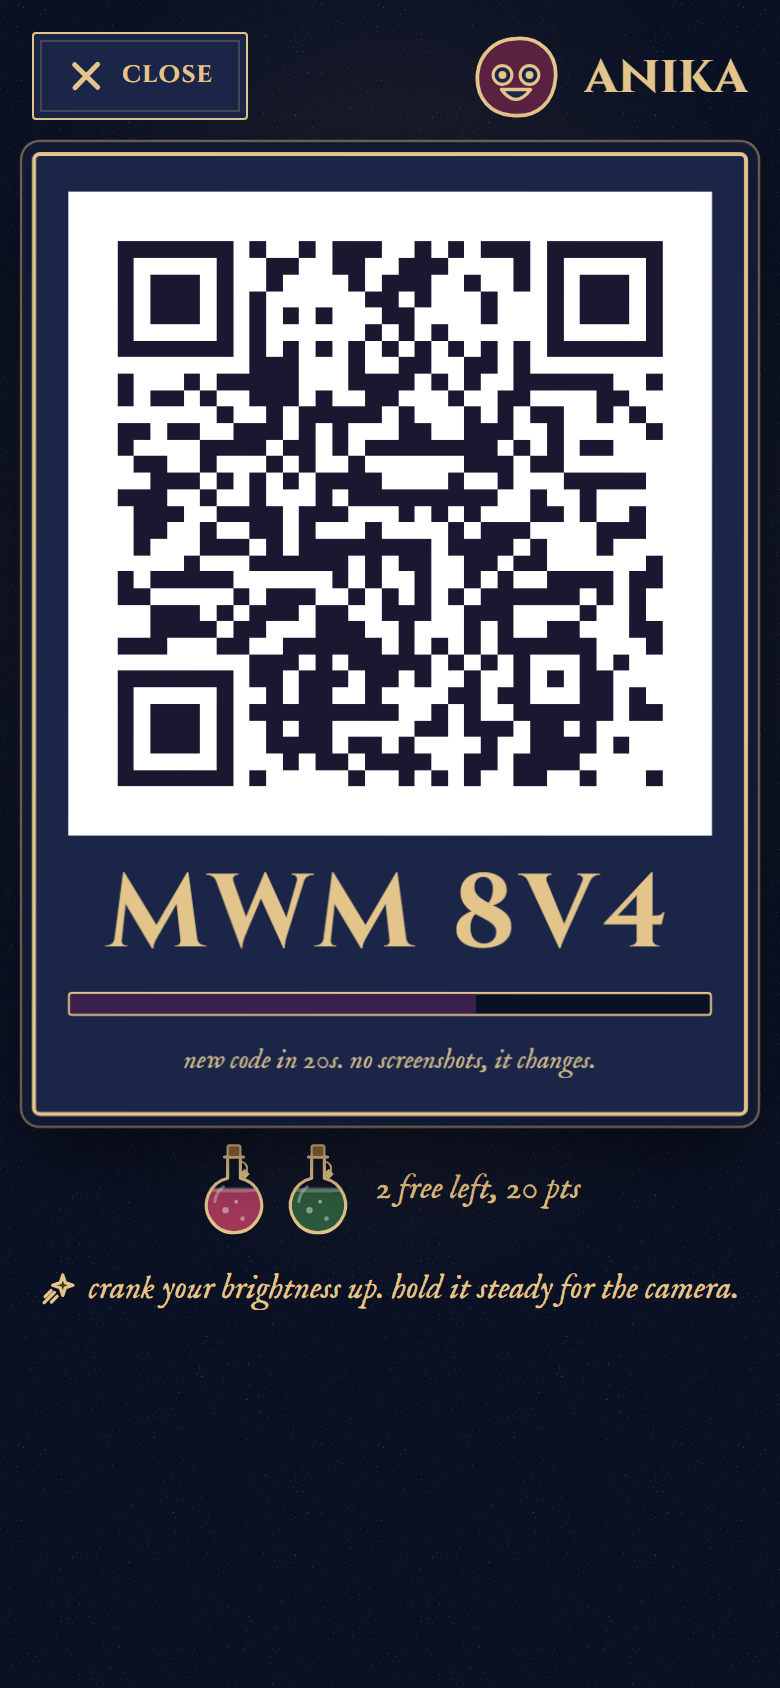 CLOSE
ANIKA
MWM 8V4
new code in 20s. no screenshots, it changes.
2 free left, 20 pts
crank your brightness up. hold it steady for the camera.